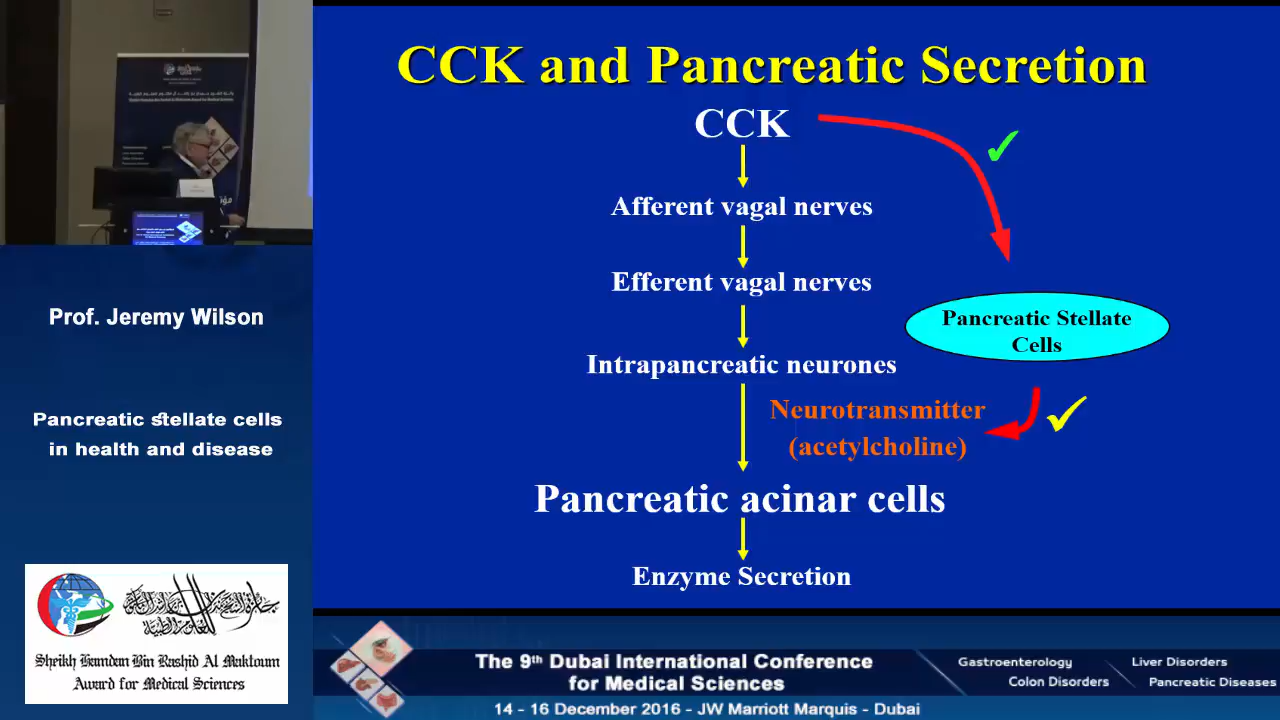 CCK and Pancreatic Secretion
CCK
Afferent vagal nerves
Efferent vagal nerves
Pancreatic Stellate
Cells
Intrapancreatic neurones
Neurotransmitter
(acetylcholine)
Pancreatic acinar cells
Enzyme Secretion
Prof. Jeremy Wilson
Pancreatic stellate cells
in health and disease
Sheikh Hamdan Bin Rashid Al Maktoum
Award for Medical Sciences
The 9th Dubai International Conference
for Medical Sciences
14 - 16 December 2016 - JW Marriott Marquis - Dubai
Gastroenterology
Liver Disorders
Colon Disorders
Pancreatic Diseases